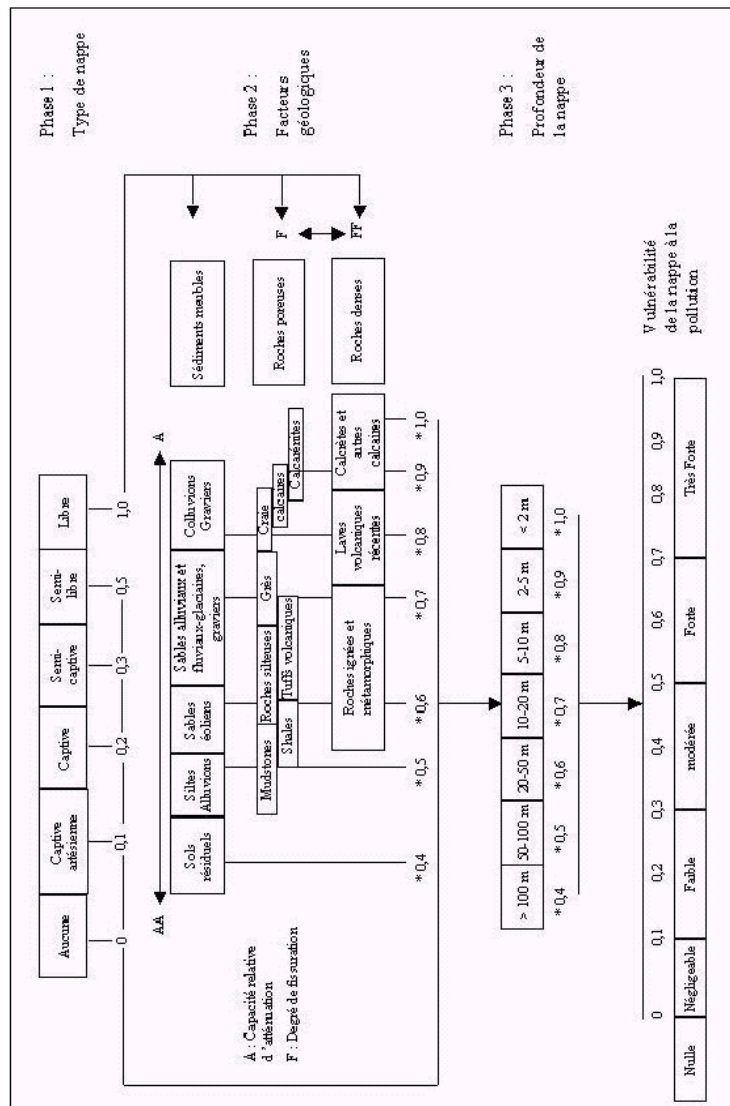 Phase 1 :
Type de nappe
Aucune
Captive
artésienne
Captive
Semi-
captive
Semi-
libre
Libre
0
0,1
0,2
0,3
0,5
1,0
Phase 2 :
Facteurs
géologiques
AA
A
Sols
résiduels
Siltes
Alluvions
Sables
éoliens
Sables alluviaux et
fluviaux-glaciaires,
graviers
Colluvions
Graviers
Sédiments meubles
Mudstones
Roches silteuses
Grès
Craie
calcaires
Shales
Tuffs volcaniques
Calcarénites
Roches poreuses
F
Roches ignées et
métamorphiques
Laves
volcaniques
récentes
Calcrètes et
autres
calcaires
Roches denses
FF
A : Capacité relative
d'atténuation
F : Degré de fissuration
* 0,4
* 0,5
* 0,6
* 0,7
* 0,8
* 0,9
* 1,0
Phase 3 :
Profondeur de
la nappe
> 100 m
50-100 m
20-50 m
10-20 m
5-10 m
2-5 m
< 2 m
* 0,4
* 0,5
* 0,6
* 0,7
* 0,8
* 0,9
* 1,0
Vulnérabilité
de la nappe à la
pollution
0
0,1
0,2
0,3
0,4
0,5
0,6
0,7
0,8
0,9
1,0
Nulle
Négligeable
Faible
modérée
Forte
Très Forte